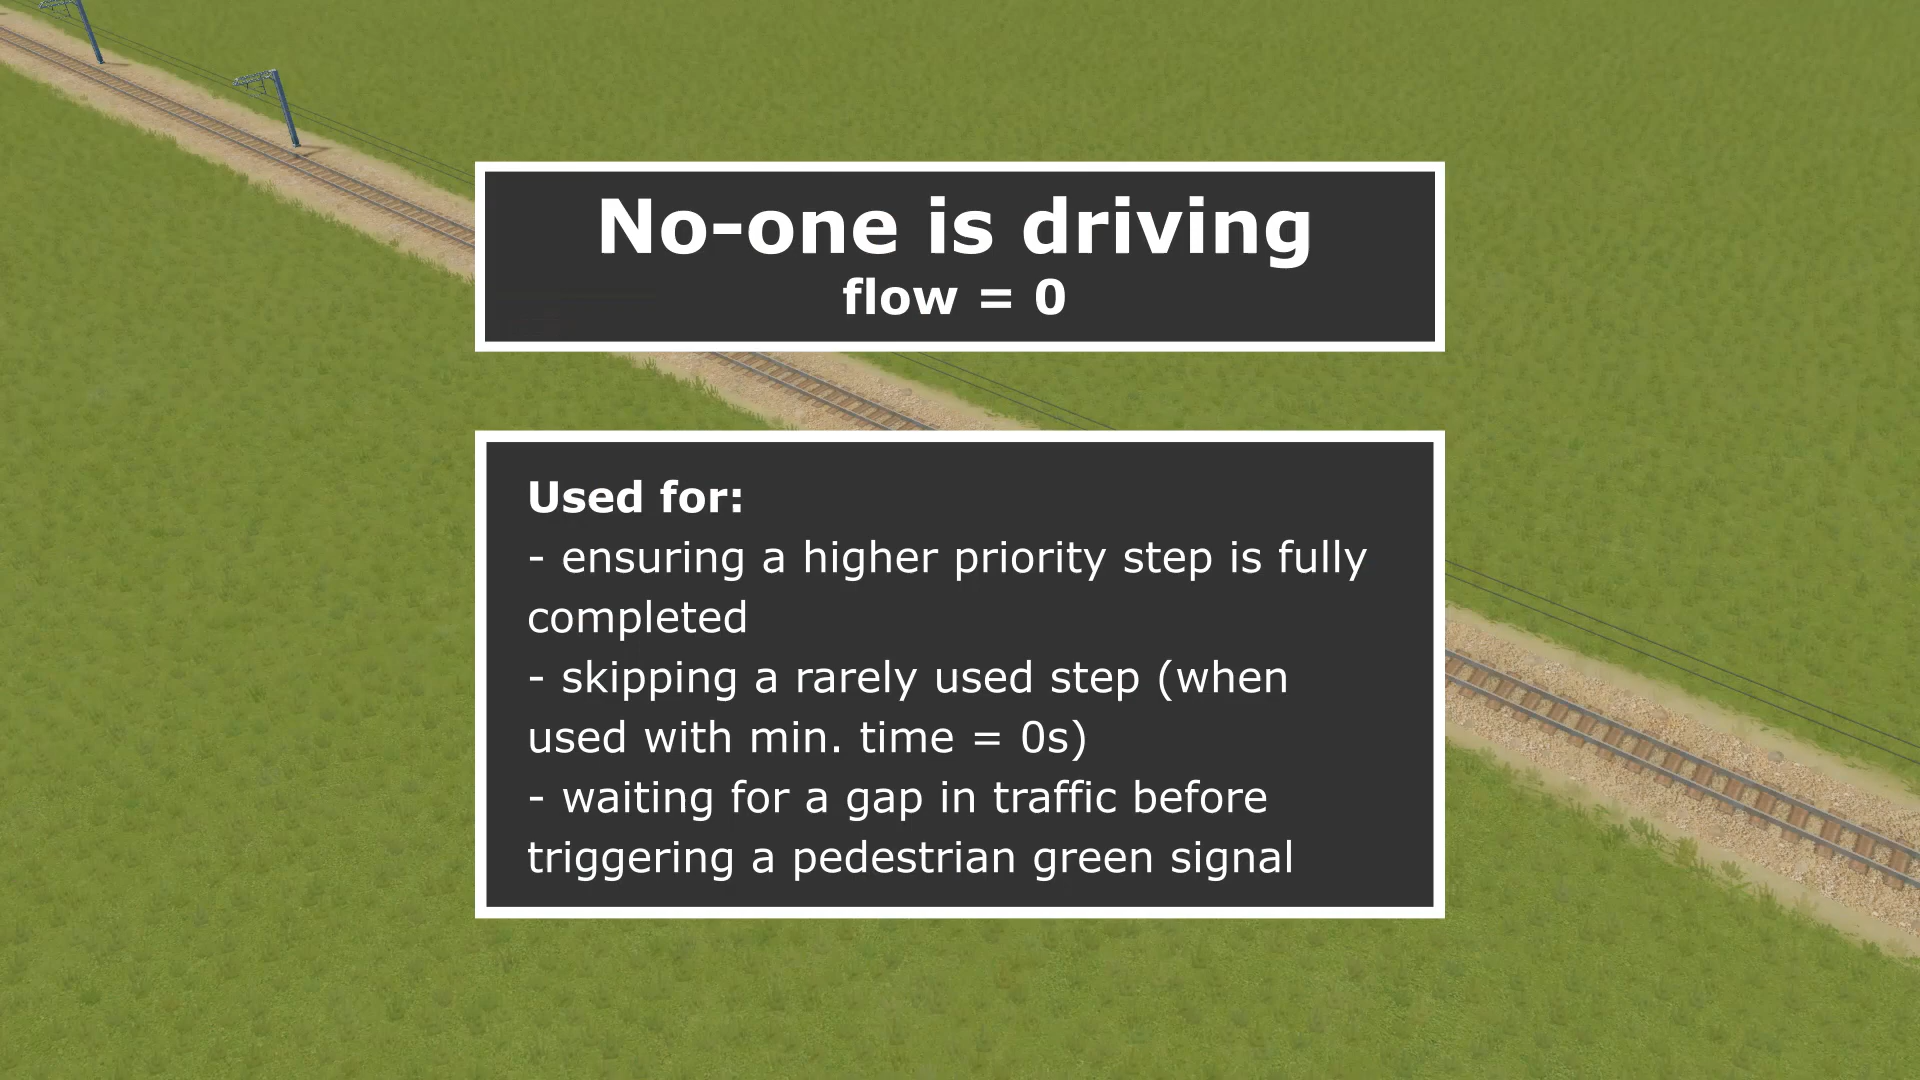 No-one is driving
flow = 0
Used for:
- ensuring a higher priority step is fully
completed
- skipping a rarely used step (when
used with min. time = 0s)
- waiting for a gap in traffic before
triggering a pedestrian green signal